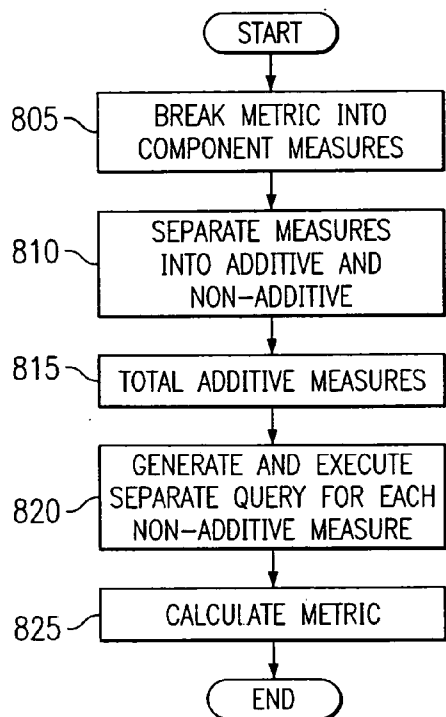 START
805
BREAK METRIC INTO
COMPONENT MEASURES
810
SEPARATE MEASURES
INTO ADDITIVE AND
NON-ADDITIVE
815
TOTAL ADDITIVE MEASURES
820
GENERATE AND EXECUTE
SEPARATE QUERY FOR EACH
NON-ADDITIVE MEASURE
825
CALCULATE METRIC
END